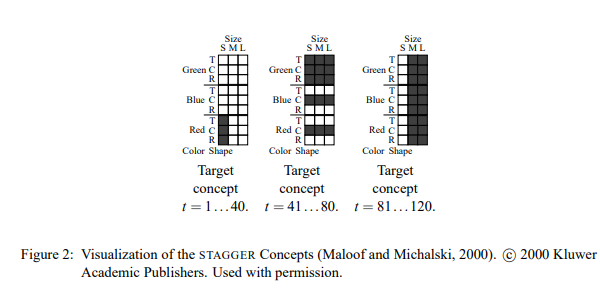 Size Size Size
S M L S M L S M L
T T T
Green C Green C Green C
R R R
T T T
Blue C Blue C Blue C
R R R
T T T
Red C Red C Red C
R R R
Color Shape Color Shape Color Shape
Target Target Target
concept concept concept
t = 1...40. t = 41...80. t = 81...120.
Figure 2: Visualization of the STAGGER Concepts (Maloof and Michalski, 2000). © 2000 Kluwer
Academic Publishers. Used with permission.